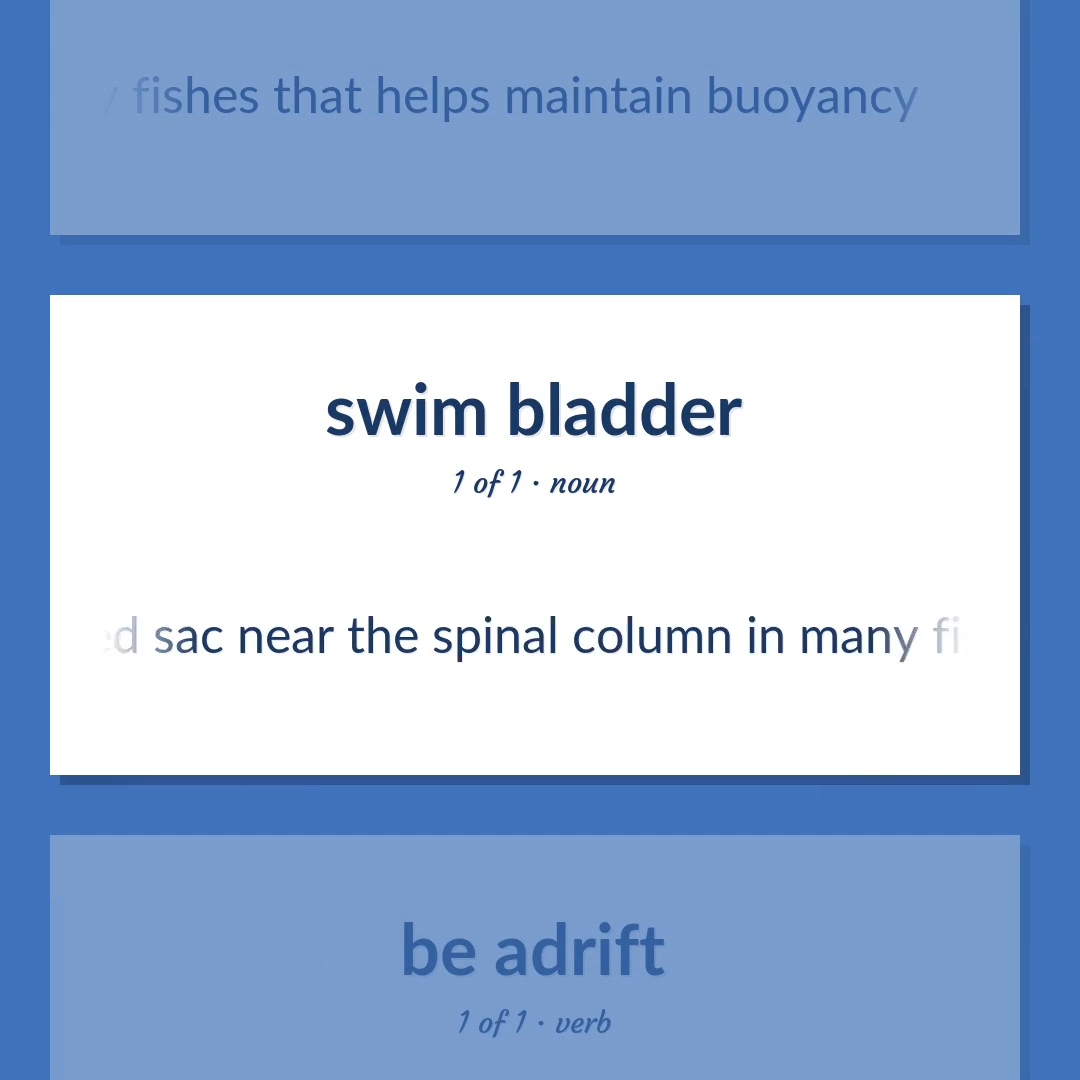 fishes that helps maintain buoyancy
swim bladder
1 of 1 · noun
sac near the spinal column in many
be adrift
1 of 1 · verb